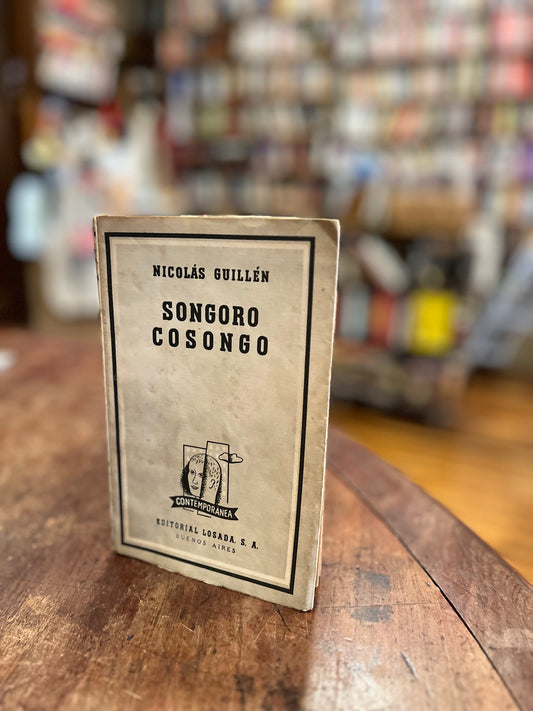 NICOLÁS GUILLÉN
SONGORO
COSONGO
CONTEMPORÁNEA
EDITORIAL LOSADA, S. A.
BUENOS AIRES